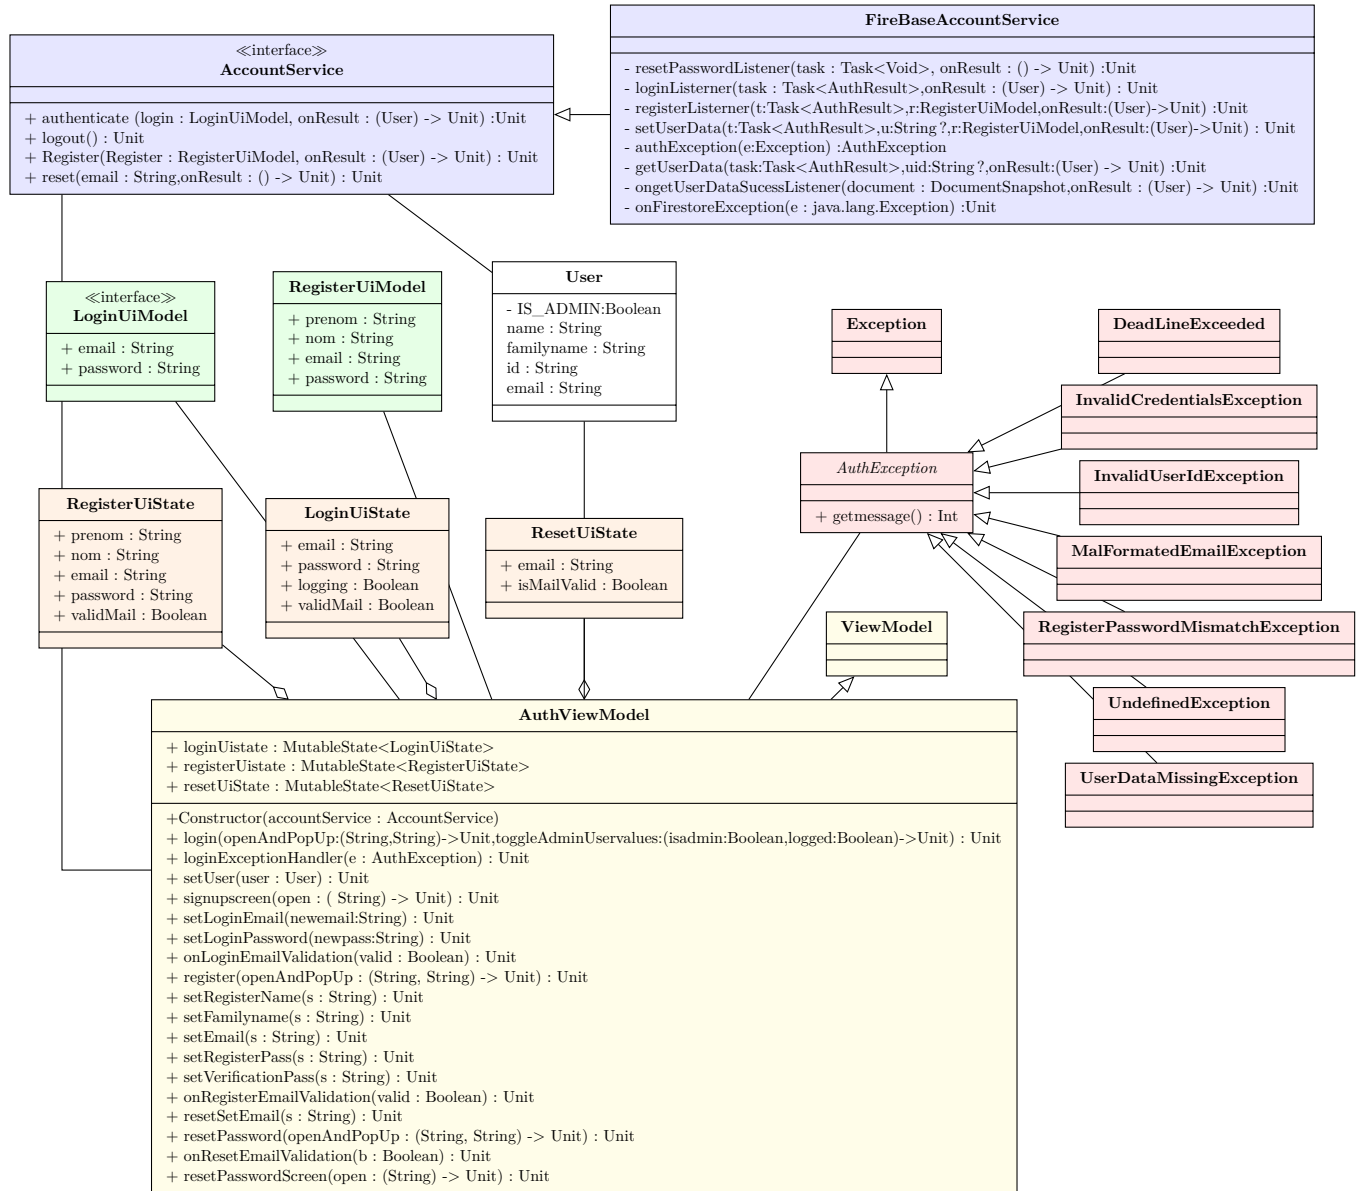 ≪interface≫
AccountService
+ authenticate (login : LoginUiModel, onResult : (User) -> Unit) :Unit
+ logout() : Unit
+ Register(Register : RegisterUiModel, onResult : (User) -> Unit) : Unit
+ reset(email : String,onResult : () -> Unit) : Unit
FireBaseAccountService
- resetPasswordListener(task : Task<Void>, onResult : () -> Unit) :Unit
- loginListerner(task : Task<AuthResult>,onResult : (User) -> Unit) : Unit
- registerListerner(t:Task<AuthResult>,r:RegisterUiModel,onResult:(User)->Unit) :Unit
- setUserData(t:Task<AuthResult>,u:String?,r:RegisterUiModel,onResult:(User)->Unit) : Unit
- authException(e:Exception) :AuthException
- getUserData(task:Task<AuthResult>,uid:String?,onResult:(User) -> Unit) :Unit
- ongetUserDataSucessListener(document : DocumentSnapshot,onResult : (User) -> Unit) :Unit
- onFirestoreException(e : java.lang.Exception) :Unit
≪interface≫
LoginUiModel
+ email : String
+ password : String
RegisterUiModel
+ prenom : String
+ nom : String
+ email : String
+ password : String
User
- IS_ADMIN:Boolean
name : String
familyname : String
id : String
email : String
Exception
DeadLineExceeded
InvalidCredentialsException
AuthException
+ getmessage() : Int
InvalidUserIdException
MalFormatedEmailException
RegisterPasswordMismatchException
UndefinedException
UserDataMissingException
RegisterUiState
+ prenom : String
+ nom : String
+ email : String
+ password : String
+ validMail : Boolean
LoginUiState
+ email : String
+ password : String
+ logging : Boolean
+ validMail : Boolean
ResetUiState
+ email : String
+ isMailValid : Boolean
ViewModel
AuthViewModel
+ loginUistate : MutableState<LoginUiState>
+ registerUistate : MutableState<RegisterUiState>
+ resetUiState : MutableState<ResetUiState>
+Constructor(accountService : AccountService)
+ login(openAndPopUp:(String,String)->Unit,toggleAdminUservalues:(isadmin:Boolean,logged:Boolean)->Unit) : Unit
+ loginExceptionHandler(e : AuthException) : Unit
+ setUser(user : User) : Unit
+ signupscreen(open : ( String) -> Unit) : Unit
+ setLoginEmail(newemail:String) : Unit
+ setLoginPassword(newpass:String) : Unit
+ onLoginEmailValidation(valid : Boolean) : Unit
+ register(openAndPopUp : (String, String) -> Unit) : Unit
+ setRegisterName(s : String) : Unit
+ setFamilyname(s : String) : Unit
+ setEmail(s : String) : Unit
+ setRegisterPass(s : String) : Unit
+ setVerificationPass(s : String) : Unit
+ onRegisterEmailValidation(valid : Boolean) : Unit
+ resetSetEmail(s : String) : Unit
+ resetPassword(openAndPopUp : (String, String) -> Unit) : Unit
+ onResetEmailValidation(b : Boolean) : Unit
+ resetPasswordScreen(open : (String) -> Unit) : Unit